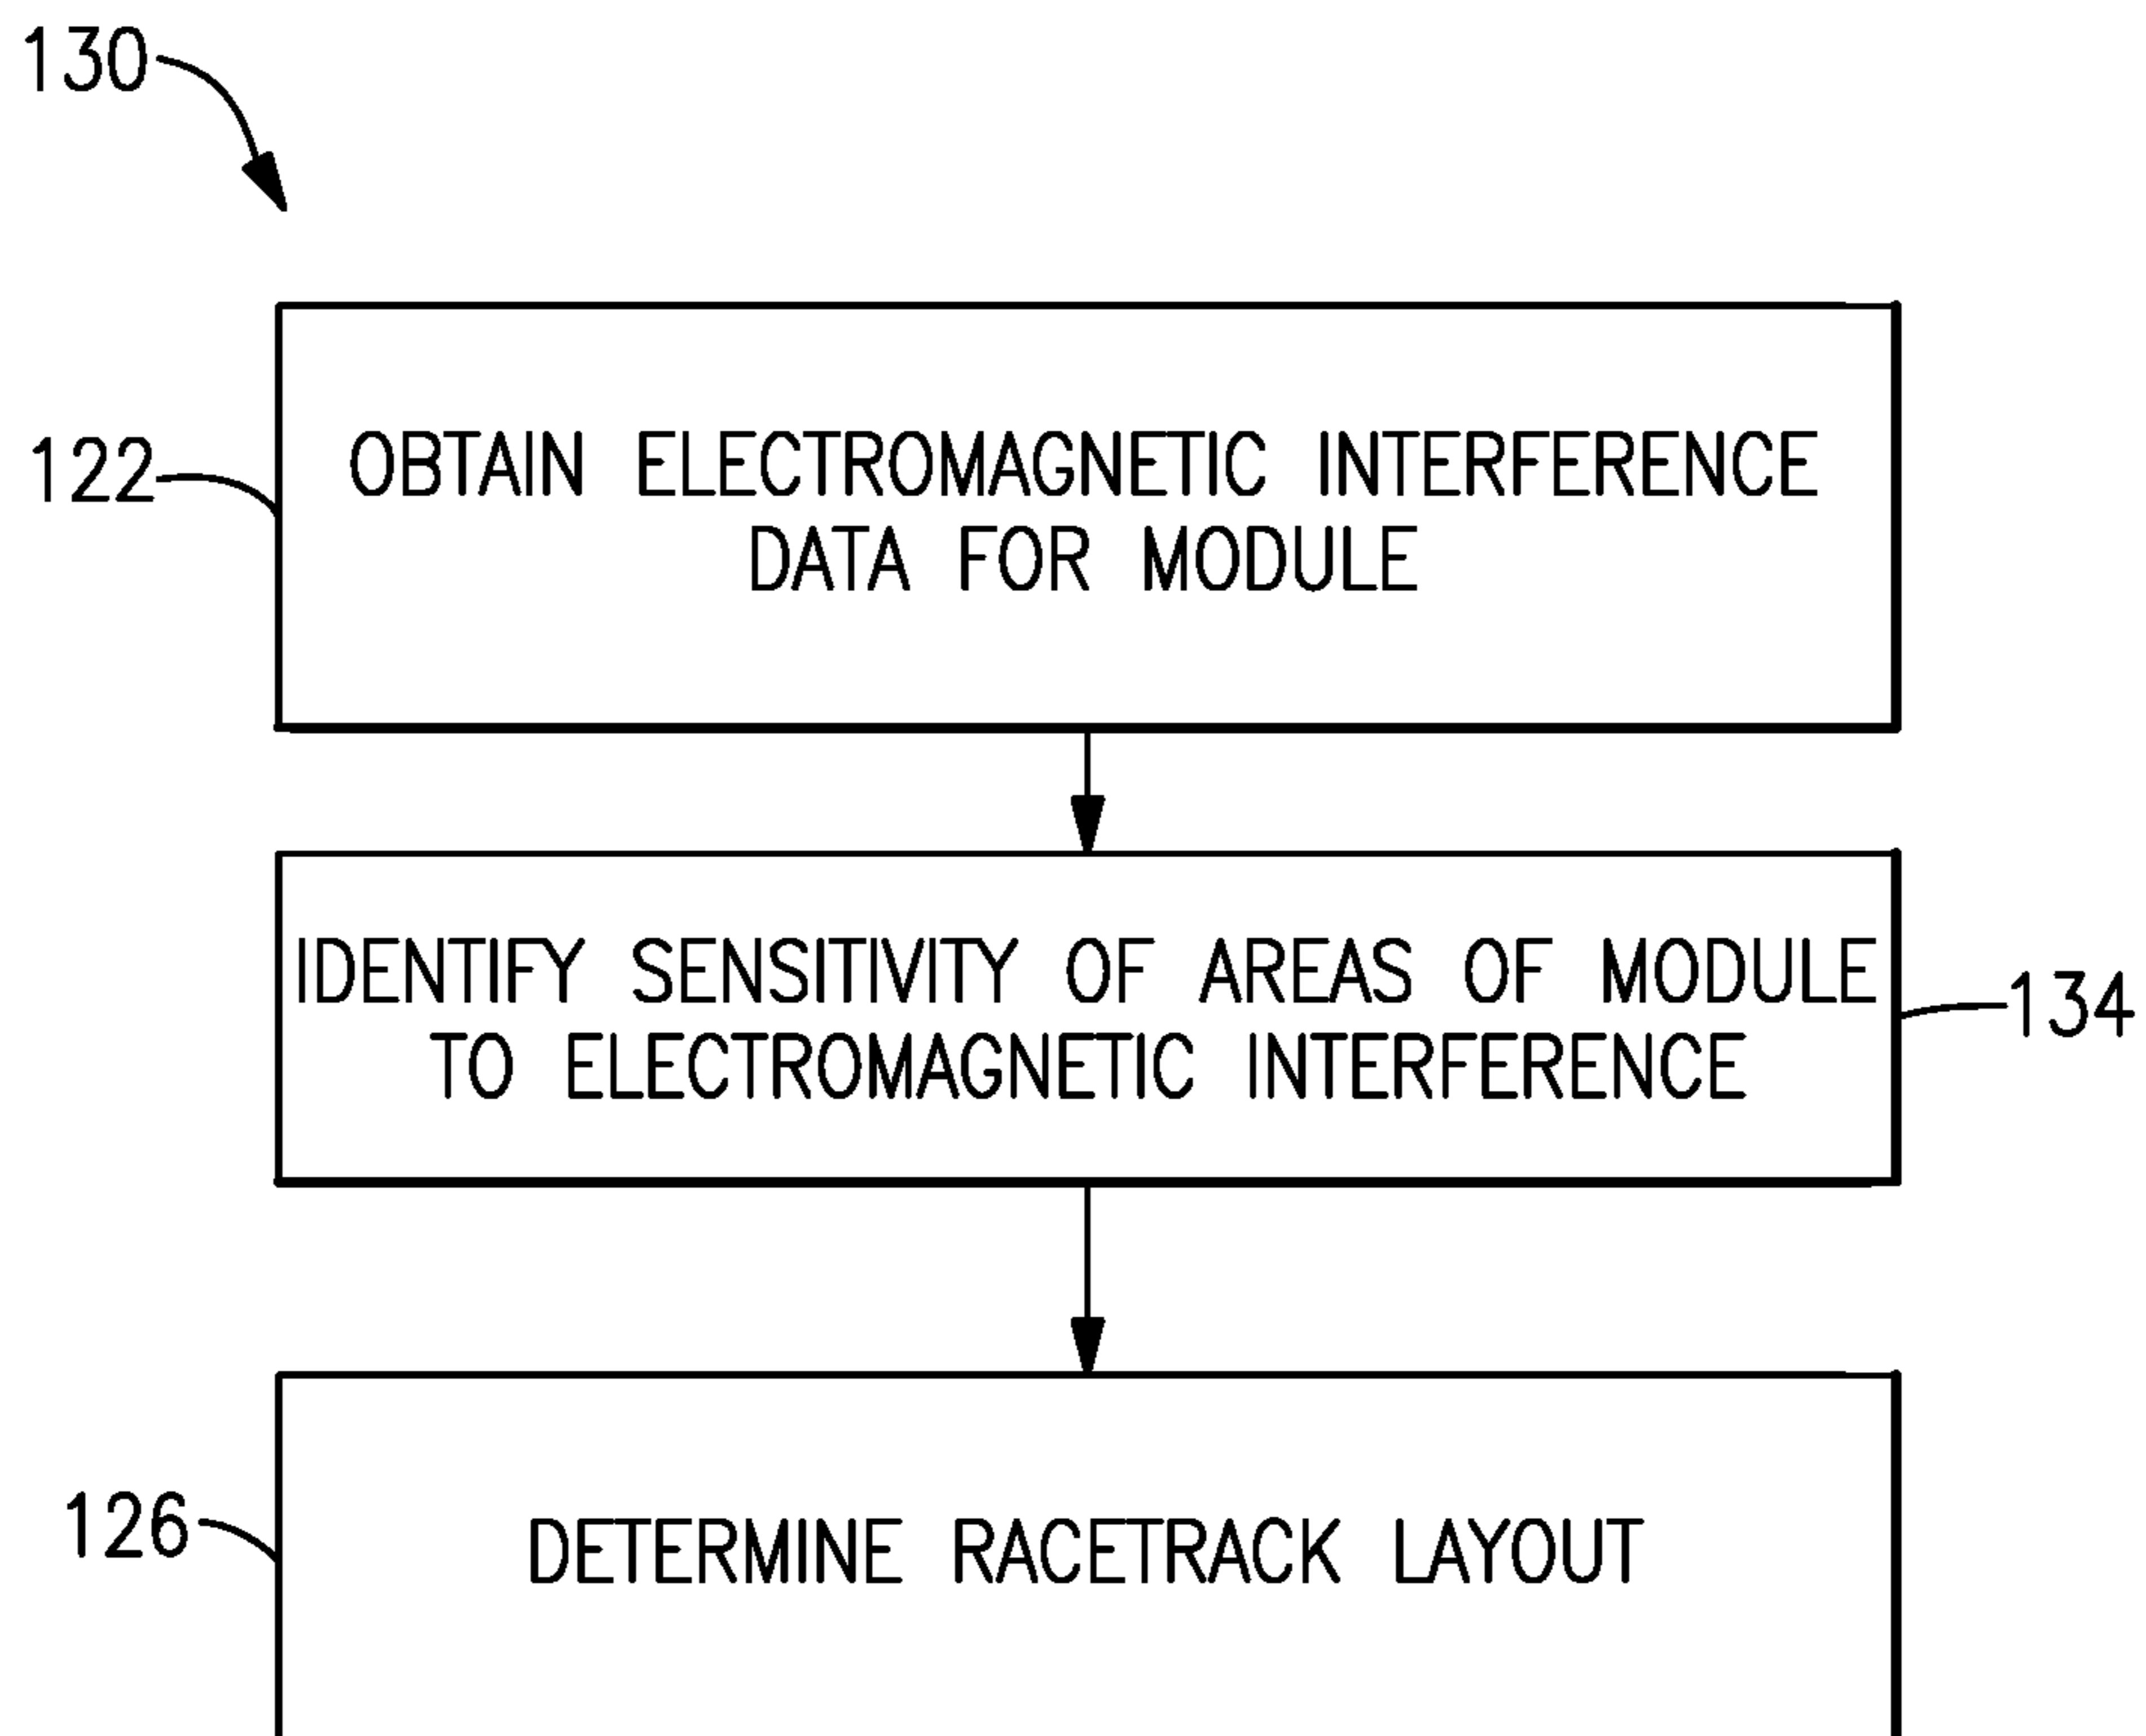 130
122
OBTAIN ELECTROMAGNETIC INTERFERENCE
DATA FOR MODULE
IDENTIFY SENSITIVITY OF AREAS OF MODULE
TO ELECTROMAGNETIC INTERFERENCE
134
126
DETERMINE RACETRACK LAYOUT